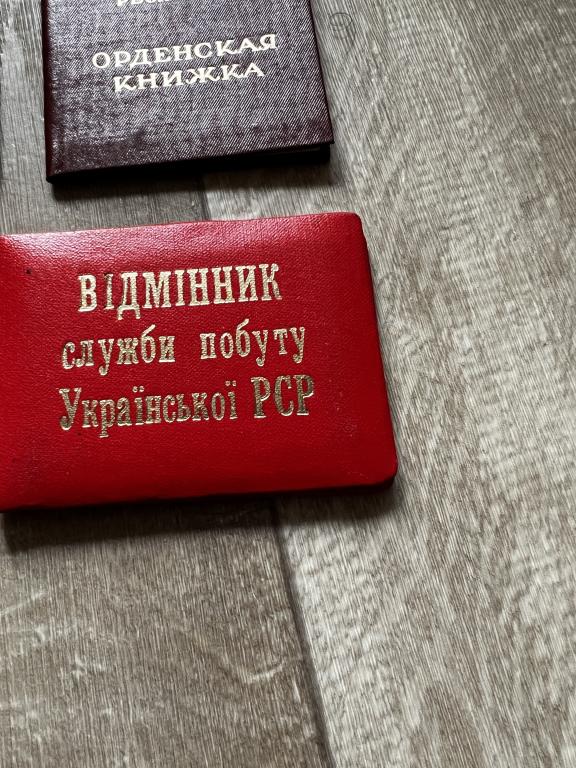 ОРДЕНСКАЯ
КНИЖКА
ВІДМІННИК
служби побуту
Української РСР